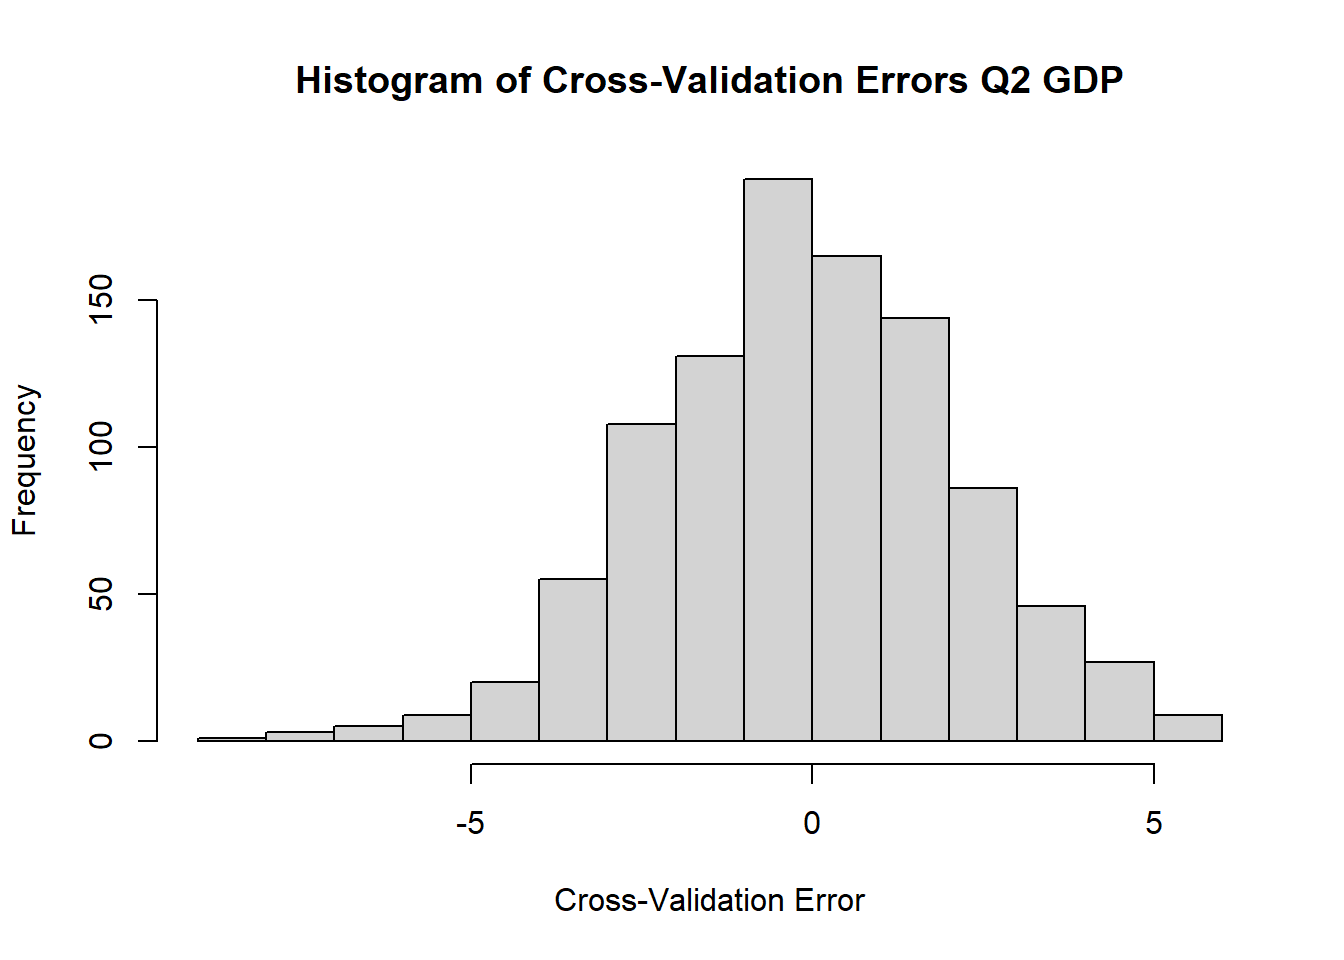 Histogram of Cross-Validation Errors Q2 GDP
Frequency
150
100
50
0
-5 0 5
Cross-Validation Error